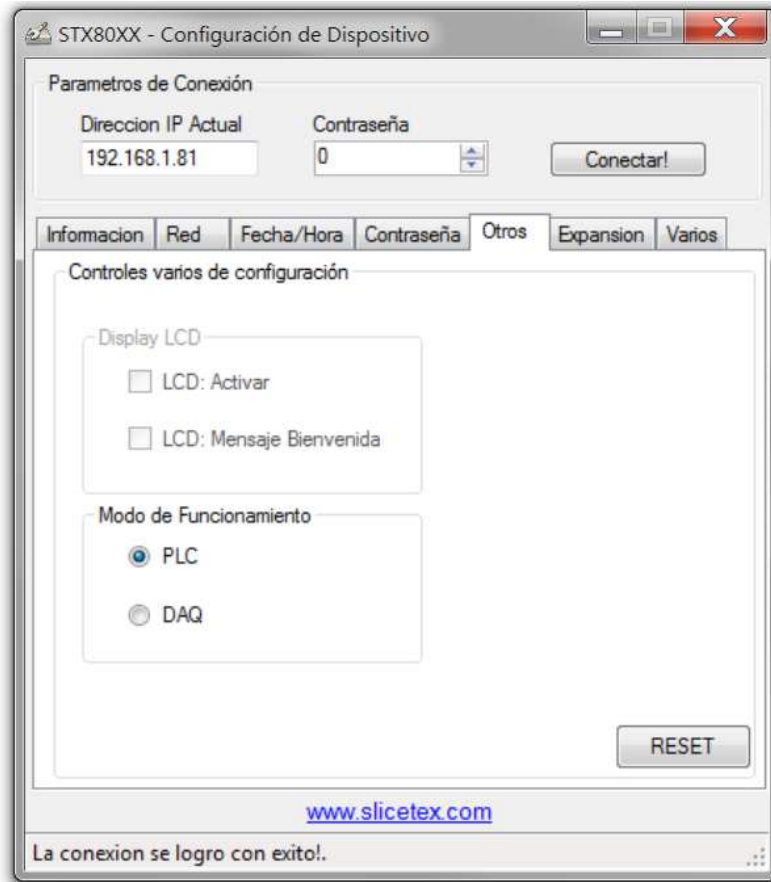 STX80XX - Configuración de Dispositivo
Parametros de Conexión
Direccion IP Actual
Contraseña
192.168.1.81
0
Conectar!
Informacion
Red
Fecha/Hora
Contraseña
Otros
Expansion
Varios
Controles varios de configuración
Display LCD
LCD: Activar
LCD: Mensaje Bienvenida
Modo de Funcionamiento
PLC
DAQ
RESET
www.slicetex.com
La conexion se logro con exito!.